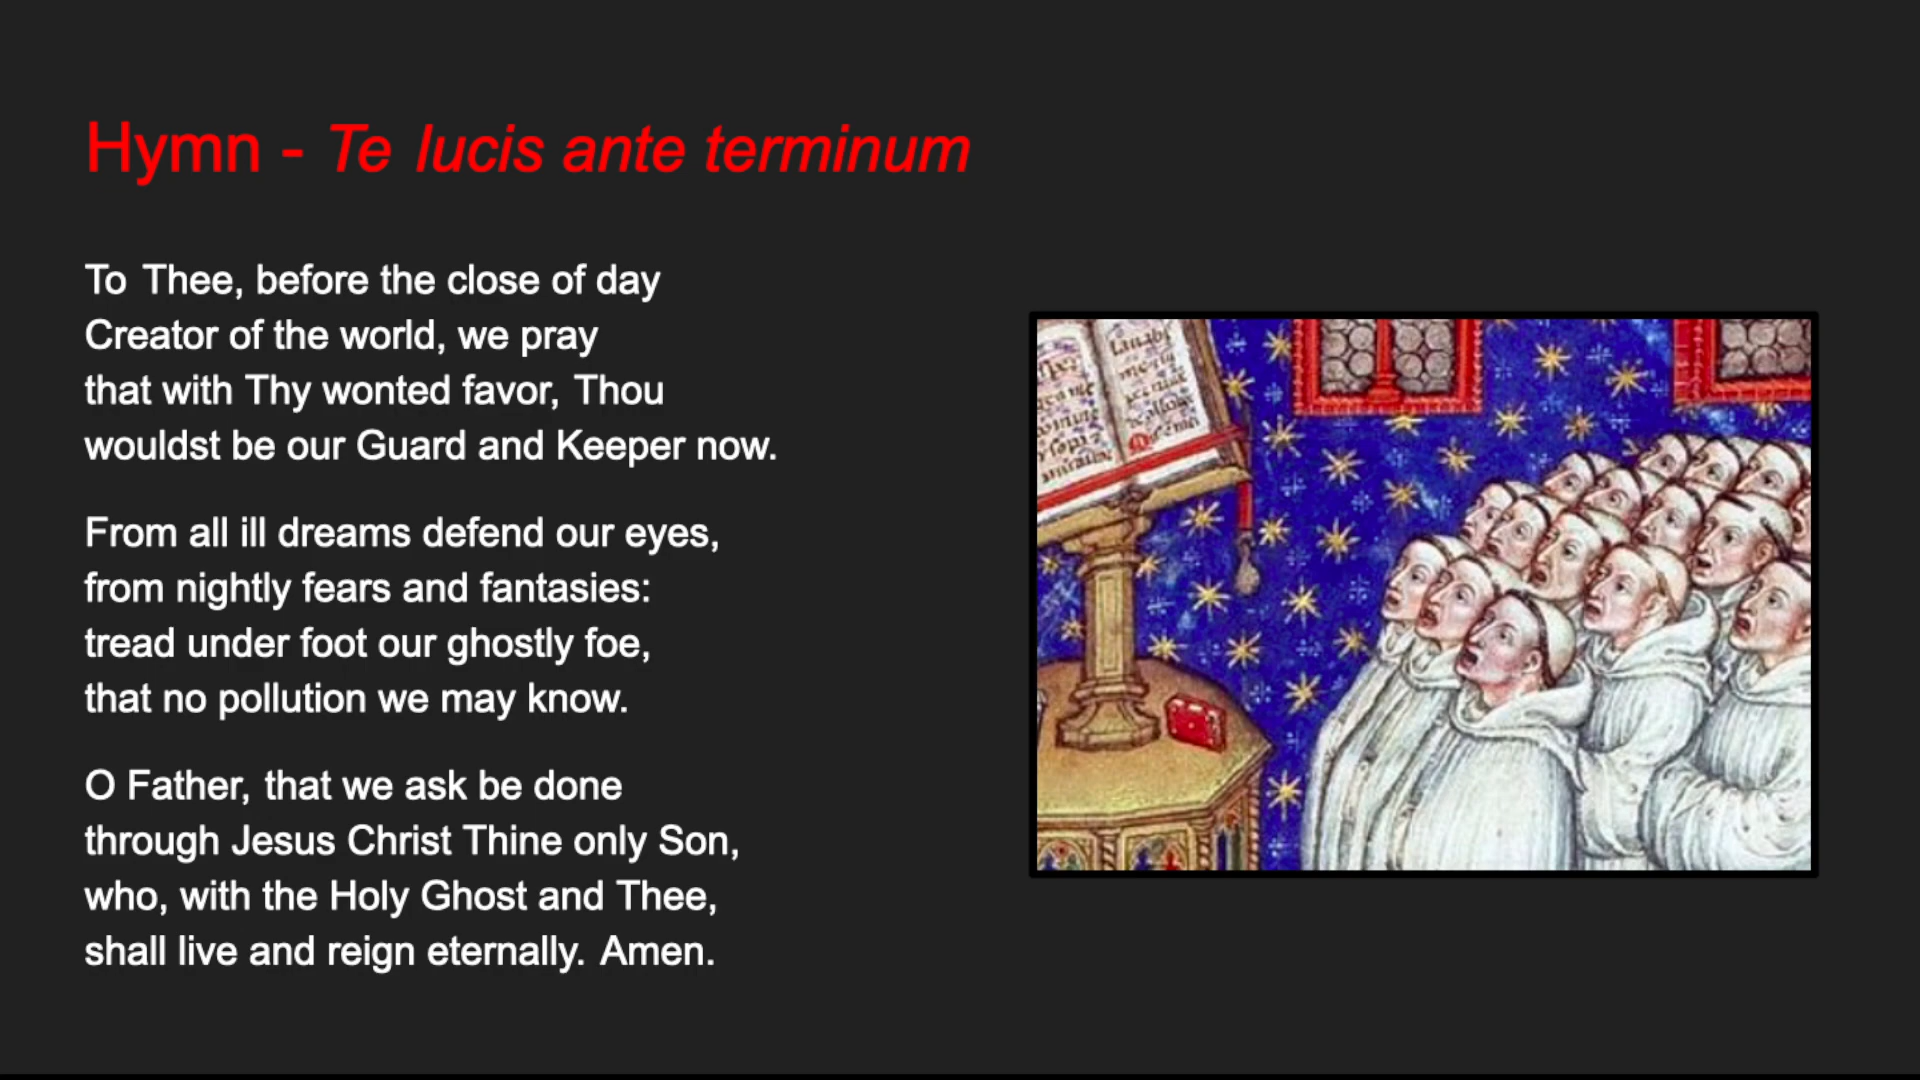 Hymn - Te lucis ante terminum
To Thee, before the close of day
Creator of the world, we pray
that with Thy wonted favor, Thou
wouldst be our Guard and Keeper now.
From all ill dreams defend our eyes,
from nightly fears and fantasies:
tread under foot our ghostly foe,
that no pollution we may know.
O Father, that we ask be done
through Jesus Christ Thine only Son,
who, with the Holy Ghost and Thee,
shall live and reign eternally. Amen.